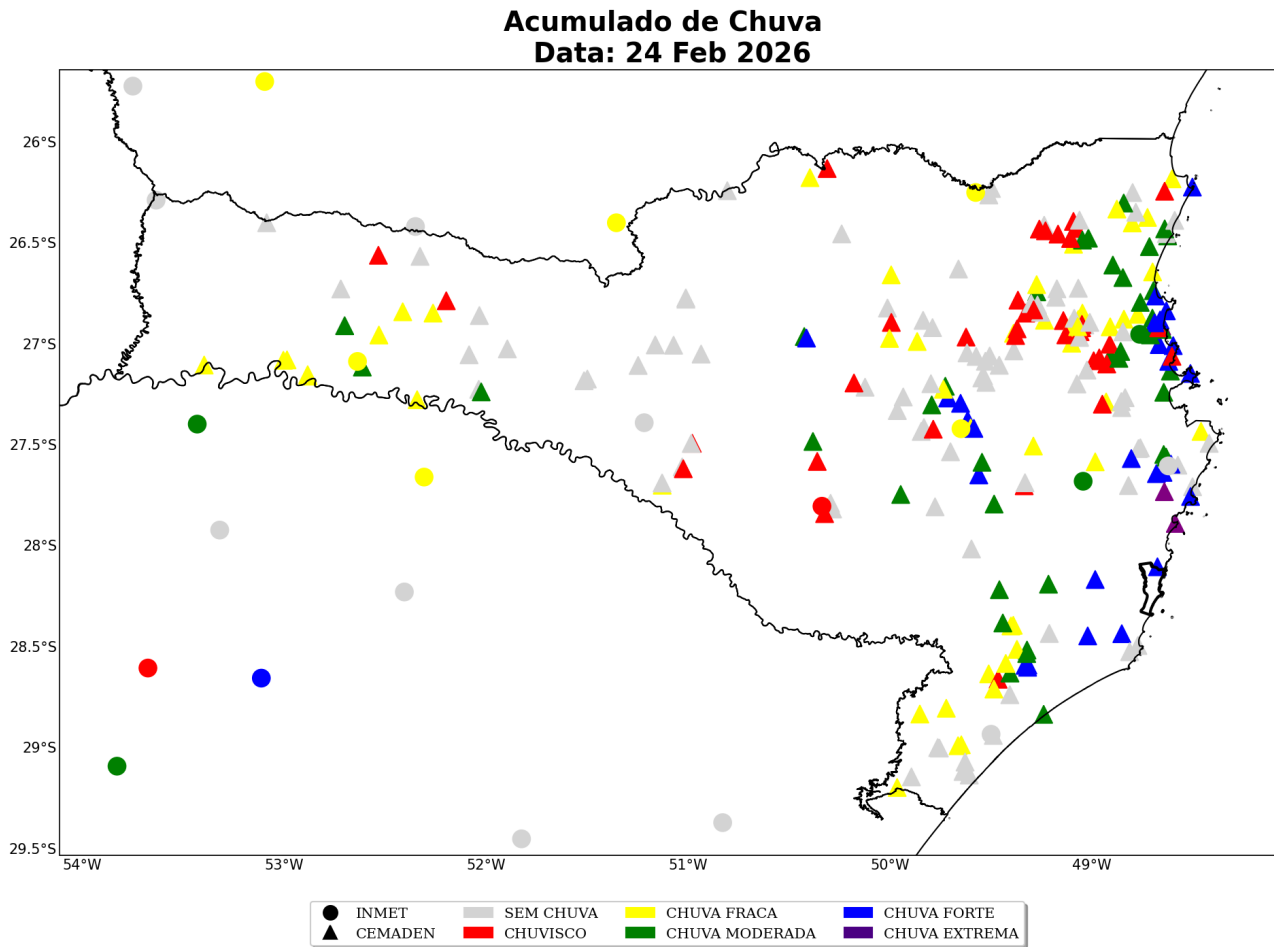 Acumulado de Chuva
Data: 24 Feb 2026
26°S
26.5°S
27°S
27.5°S
28°S
28.5°S
29°S
29.5°S
54°W 53°W 52°W 51°W 50°W 49°W
INMET SEM CHUVA CHUVA FRACA CHUVA FORTE
CEMADEN CHUVISCO CHUVA MODERADA CHUVA EXTREMA